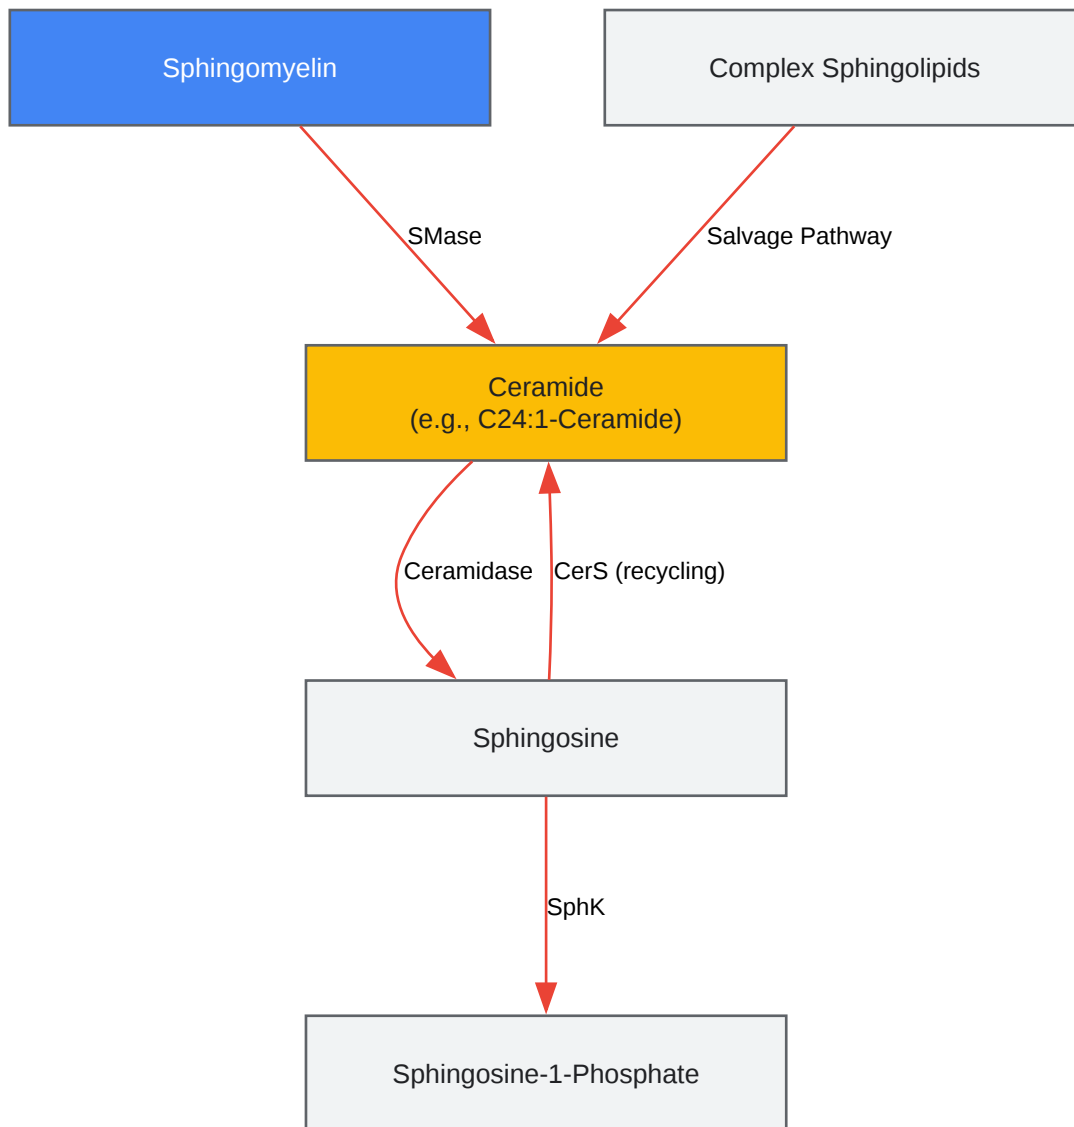 Sphingomyelin
Complex Sphingolipids
SMase
Salvage Pathway
Ceramide
(e.g., C24:1-Ceramide)
Ceramidase
CerS (recycling)
Sphingosine
SphK
Sphingosine-1-Phosphate